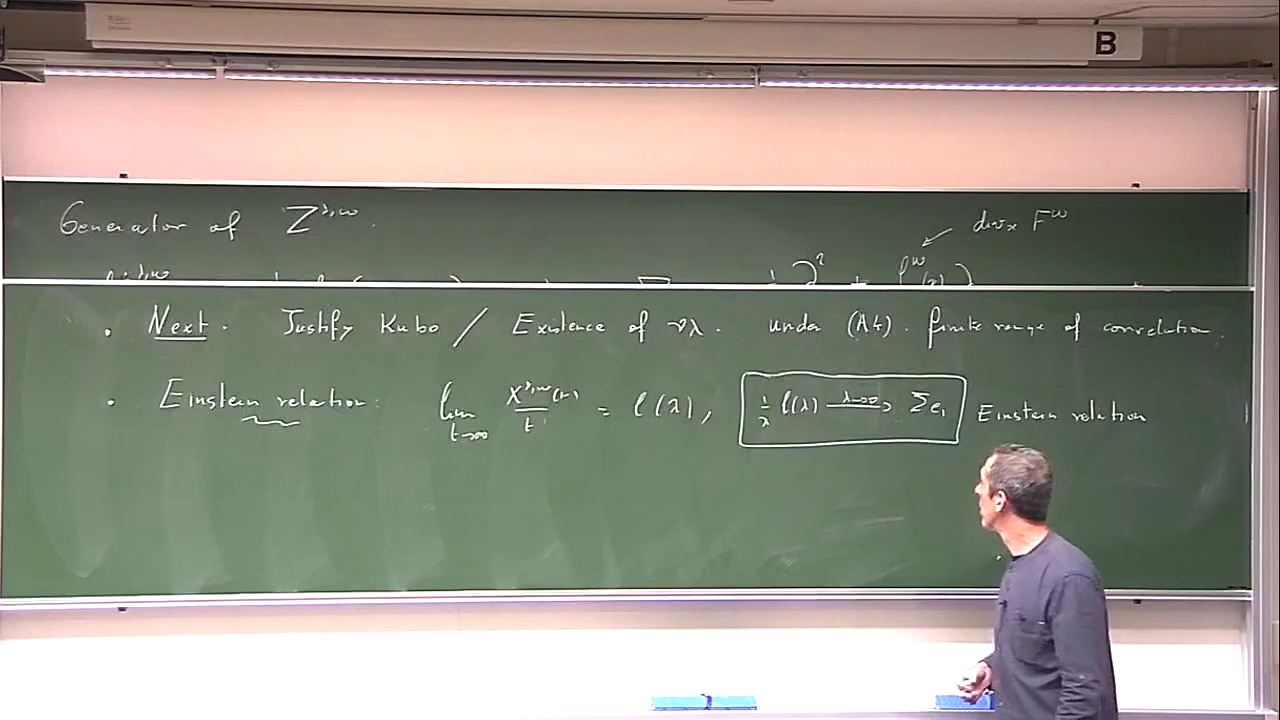 B
Generator of Z^{λ,ω}.
div_x F^ω
• Next. Justify Kubo / Existence of νλ. under (A4). finite range of correlation.
• Einstein relation: lim_{t→∞} X^{λ,ω}(t)/t = ℓ(λ), 1/λ ℓ(λ) →^{λ→0} Σe₁ Einstein relation